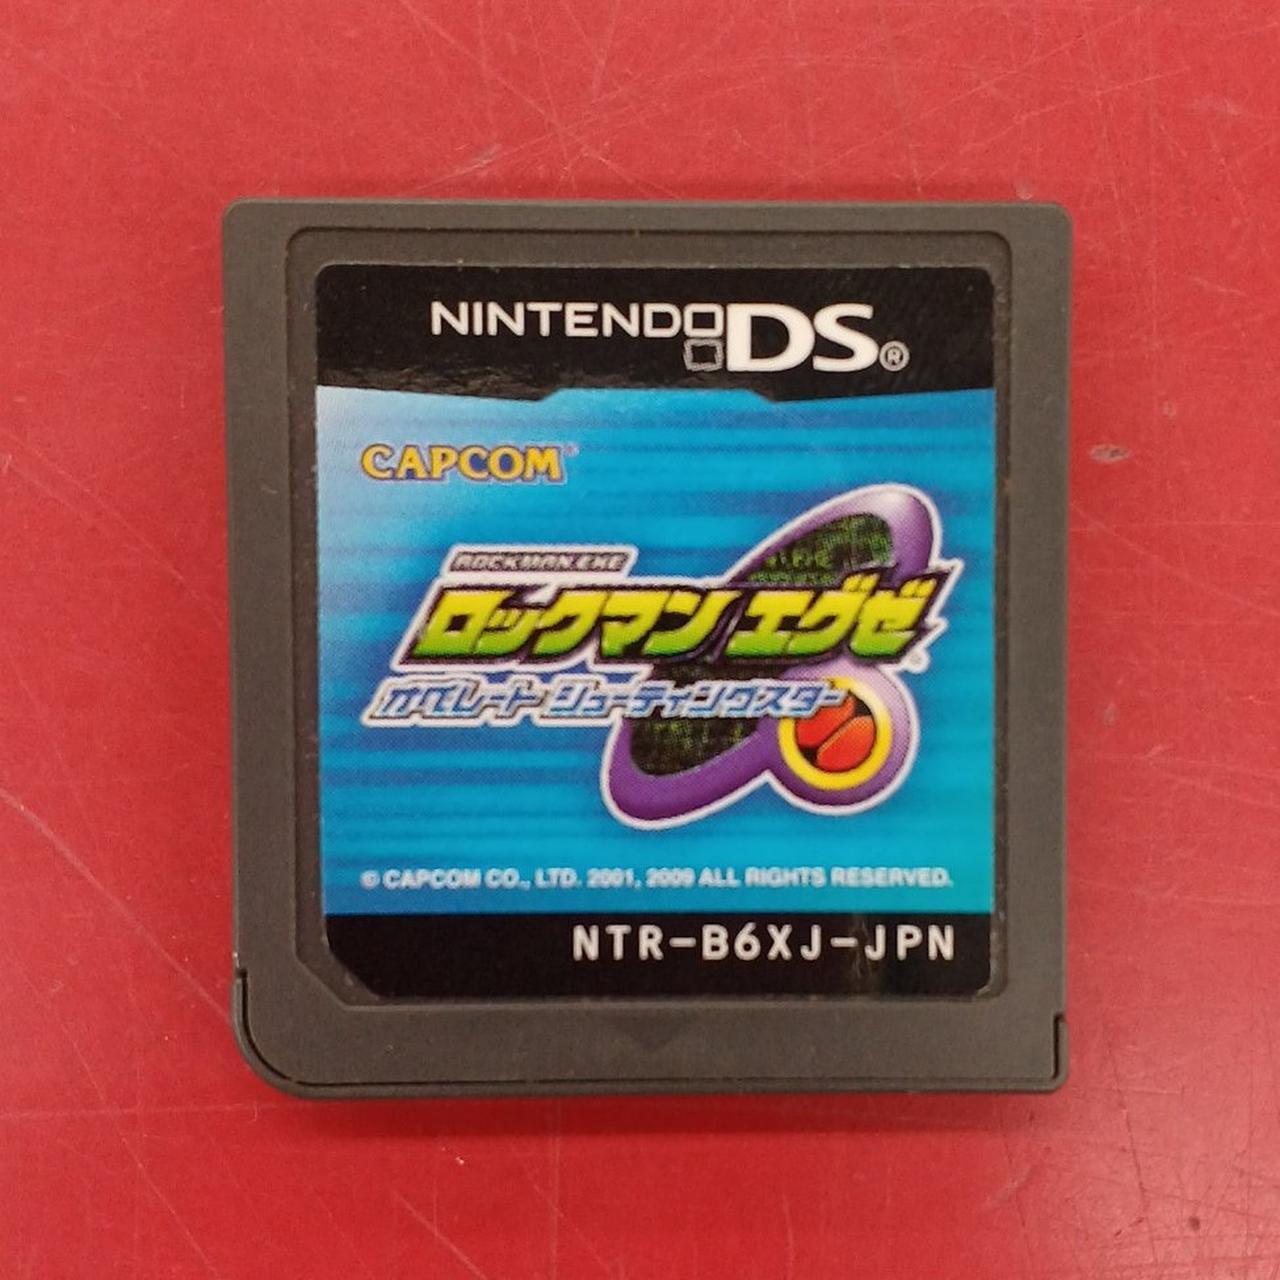 NINTENDO DS®
CAPCOM®
ROCKMAN.EXE
ロックマン エグゼ
オペレート シューティングスター
© CAPCOM CO., LTD. 2001, 2009 ALL RIGHTS RESERVED.
NTR-B6XJ-JPN